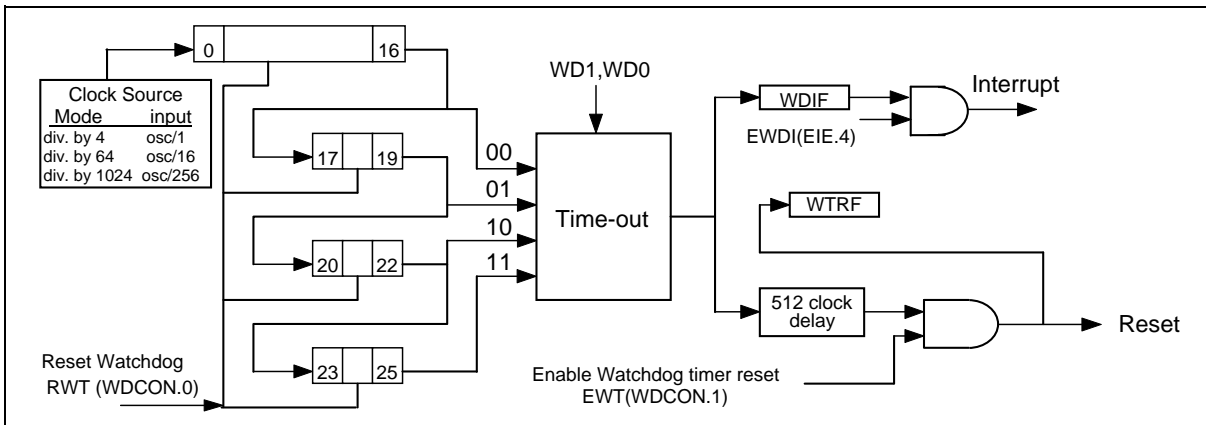 0 16
Clock Source
Mode input
div. by 4 osc/1
div. by 64 osc/16
div. by 1024 osc/256
17 19
20 22
23 25
Reset Watchdog
RWT (WDCON.0)
WD1,WD0
00
01
10
11
Time-out
WDIF
EWDI(EIE.4)
Interrupt
WTRF
512 clock
delay
Reset
Enable Watchdog timer reset
EWT(WDCON.1)